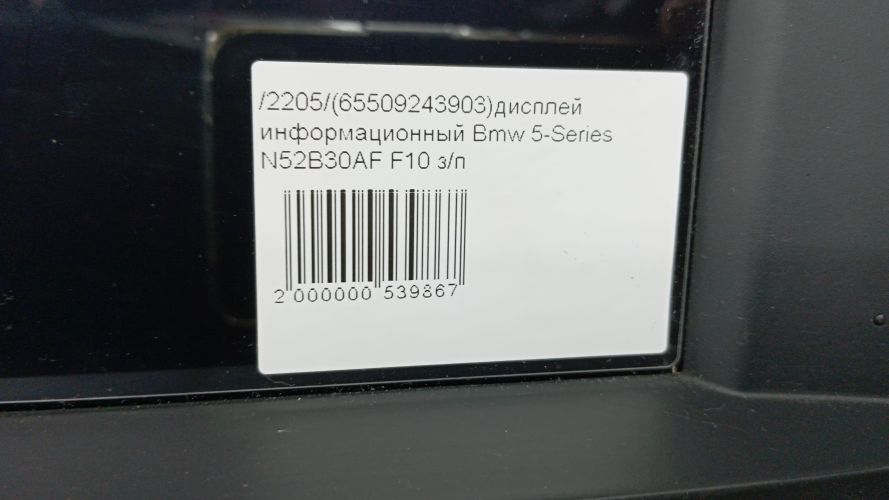 /2205/(65509243903)дисплей
информационный Bmw 5-Series
N52B30AF F10 з/п
2 000000 539867